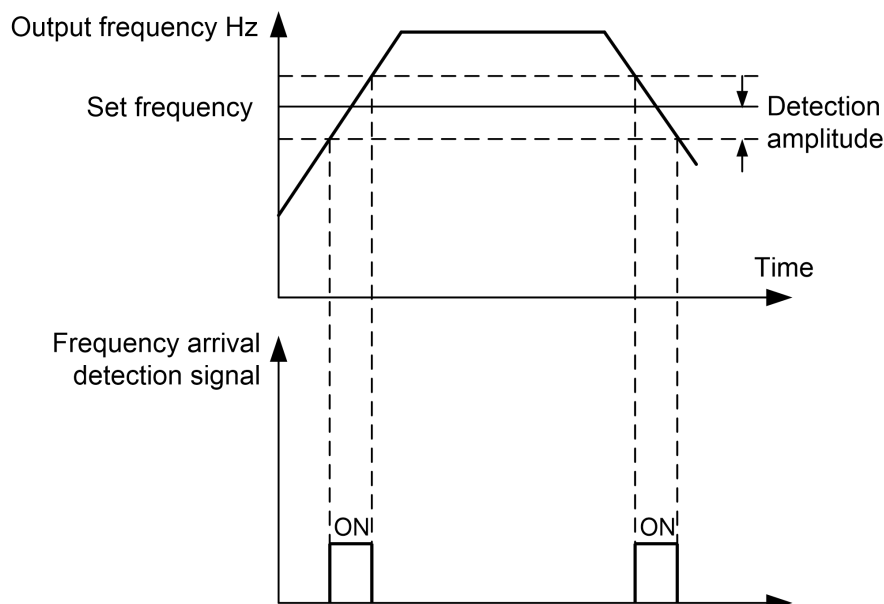 Output frequency Hz
Set frequency
Detection
amplitude
Time
Frequency arrival
detection signal
ON
ON